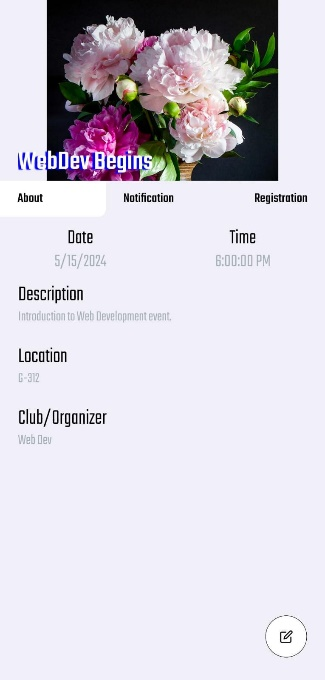 WebDev Begins
About Notification Registration
Date Time
5/15/2024 6:00:00 PM
Description
Introduction to Web Development event.
Location
G-312
Club/Organizer
Web Dev